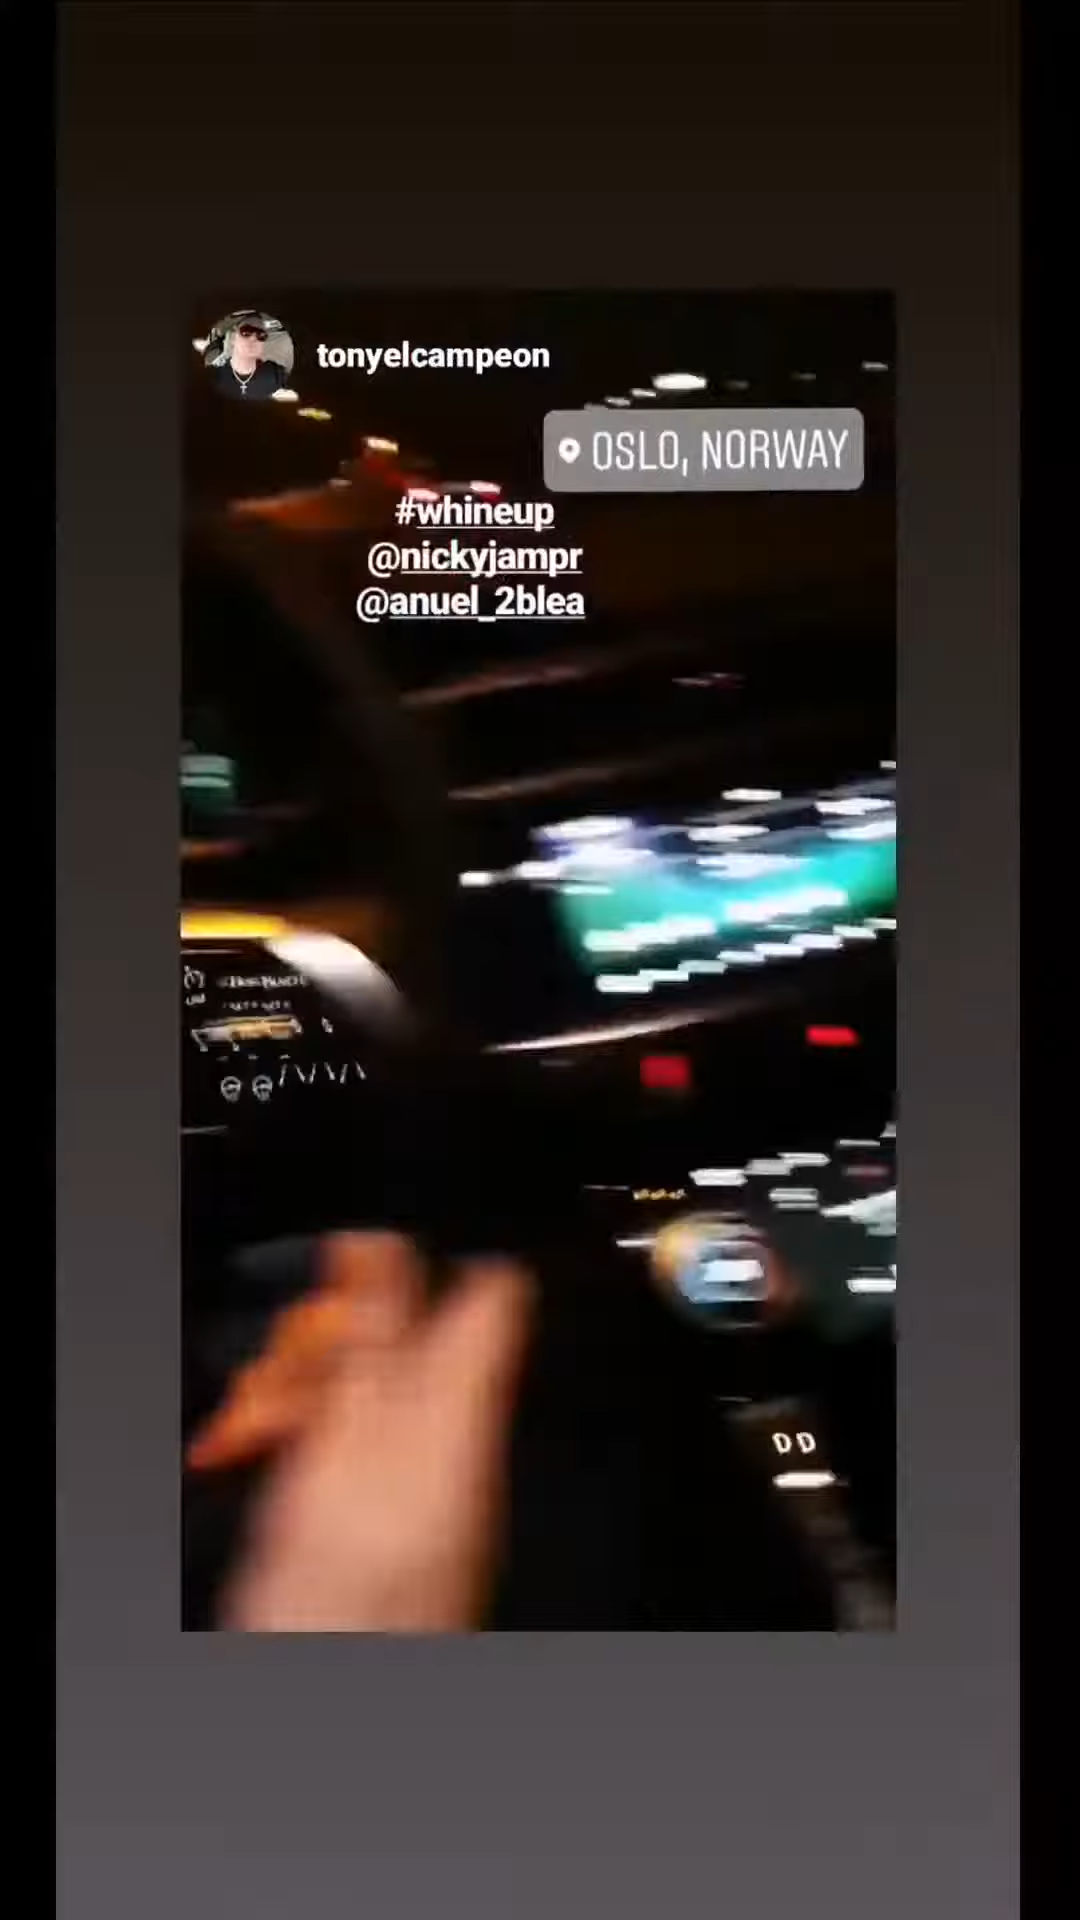 tonyelcampeon
OSLO, NORWAY
#whineup
@nickyjampr
@anuel_2blea